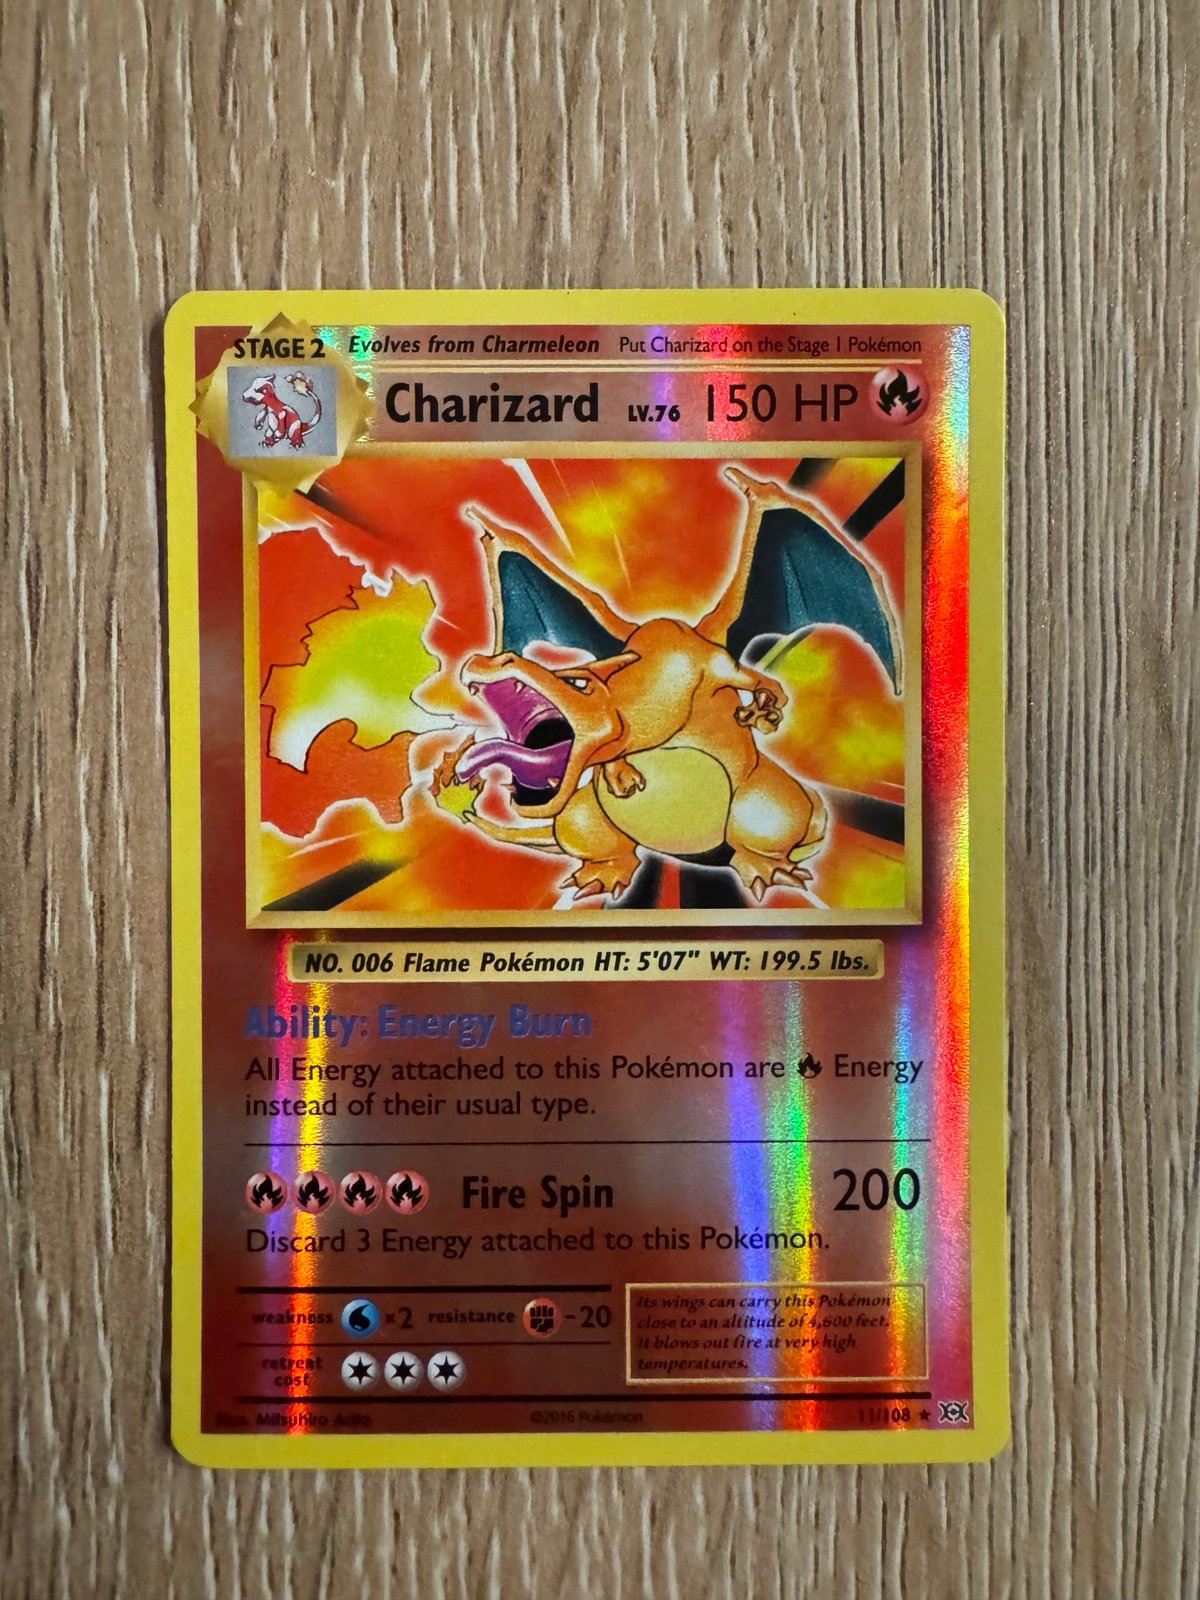 STAGE 2 Evolves from Charmeleon Put Charizard on the Stage 1 Pokémon
Charizard LV.76 150 HP
NO. 006 Flame Pokémon HT: 5'07" WT: 199.5 lbs.
Ability: Energy Burn
All Energy attached to this Pokémon are Energy
instead of their usual type.
Fire Spin 200
Discard 3 Energy attached to this Pokémon.
weakness ×2 resistance -20
retreat
cost
Its wings can carry this Pokémon
close to an altitude of 4,600 feet.
It blows out fire at very high
temperatures.
Illus. Mitsuhiro Arita ©2016 Pokémon 11/108 ★